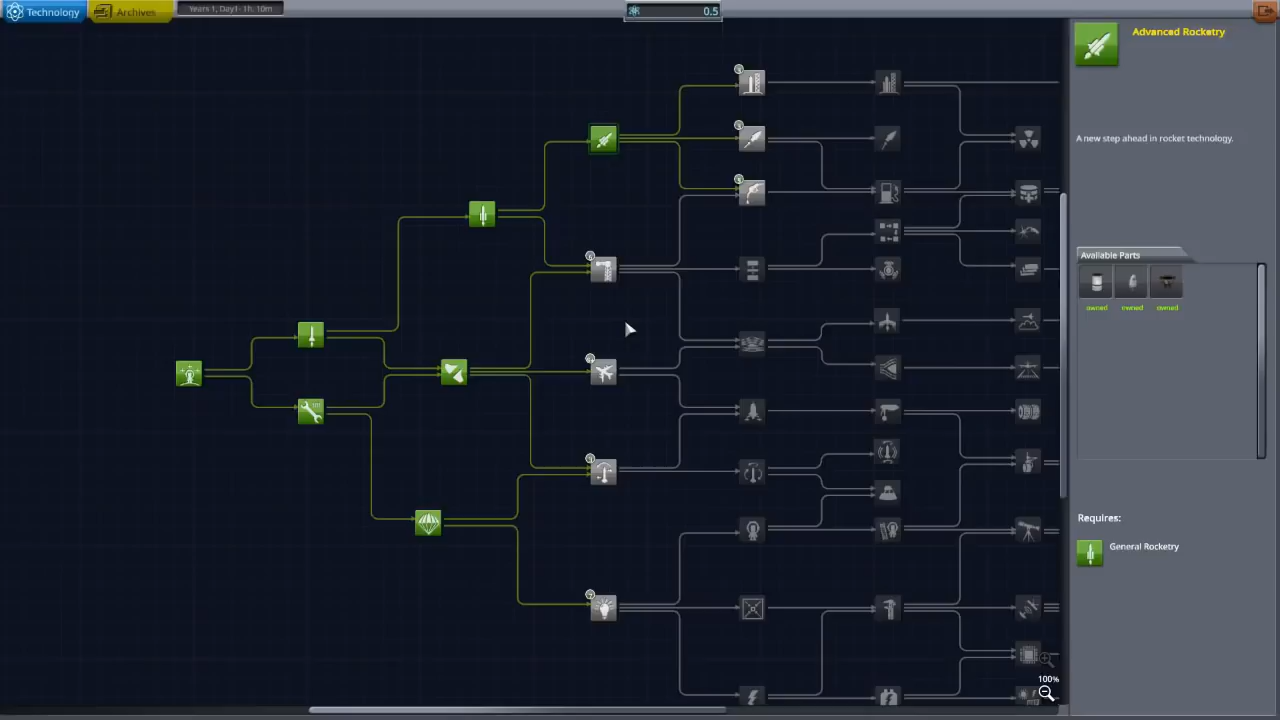 Technology
Archives
Years 1, Day1- 1h. 10m
0.5
Advanced Rocketry
A new step ahead in rocket technology.
Available Parts
owned
owned
owned
Requires:
General Rocketry
100%